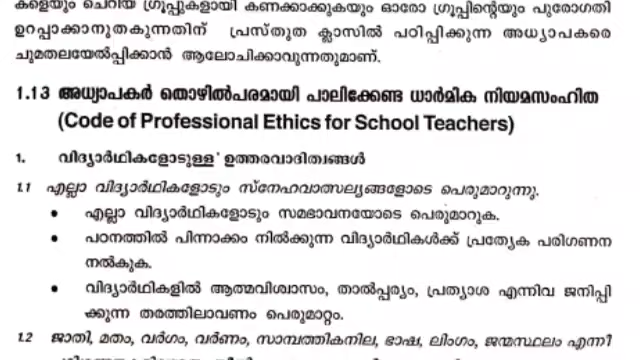 കളെയും ചെറിയ ഗ്രൂപ്പുകളായി കണക്കാക്കുകയും ഓരോ ഗ്രൂപ്പിന്റെയും പുരോഗതി
ഉറപ്പാക്കാനുതകുന്നതിന് പ്രസ്തുത ക്ലാസിൽ പഠിപ്പിക്കുന്ന അധ്യാപകരെ
ചുമതലയേൽപ്പിക്കാൻ ആലോചിക്കാവുന്നതുമാണ്.
1.13 അധ്യാപകർ തൊഴിൽപരമായി പാലിക്കേണ്ട ധാർമിക നിയമസംഹിത
(Code of Professional Ethics for School Teachers)
1. വിദ്യാർഥികളോടുള്ള ഉത്തരവാദിത്വങ്ങൾ
1.1 എല്ലാ വിദ്യാർഥികളോടും സ്നേഹവാത്സല്യങ്ങളോടെ പെരുമാറുന്നു.
• എല്ലാ വിദ്യാർഥികളോടും സമഭാവനയോടെ പെരുമാറുക.
• പഠനത്തിൽ പിന്നാക്കം നിൽക്കുന്ന വിദ്യാർഥികൾക്ക് പ്രത്യേക പരിഗണന
നൽകുക.
• വിദ്യാർഥികളിൽ ആത്മവിശ്വാസം, താൽപ്പര്യം, പ്രത്യാശ എന്നിവ ജനിപ്പി
ക്കുന്ന തരത്തിലാവണം പെരുമാറ്റം.
1.2 ജാതി, മതം, വർഗം, വർണം, സാമ്പത്തികനില, ഭാഷ, ലിംഗം, ജന്മസ്ഥലം എന്നീ